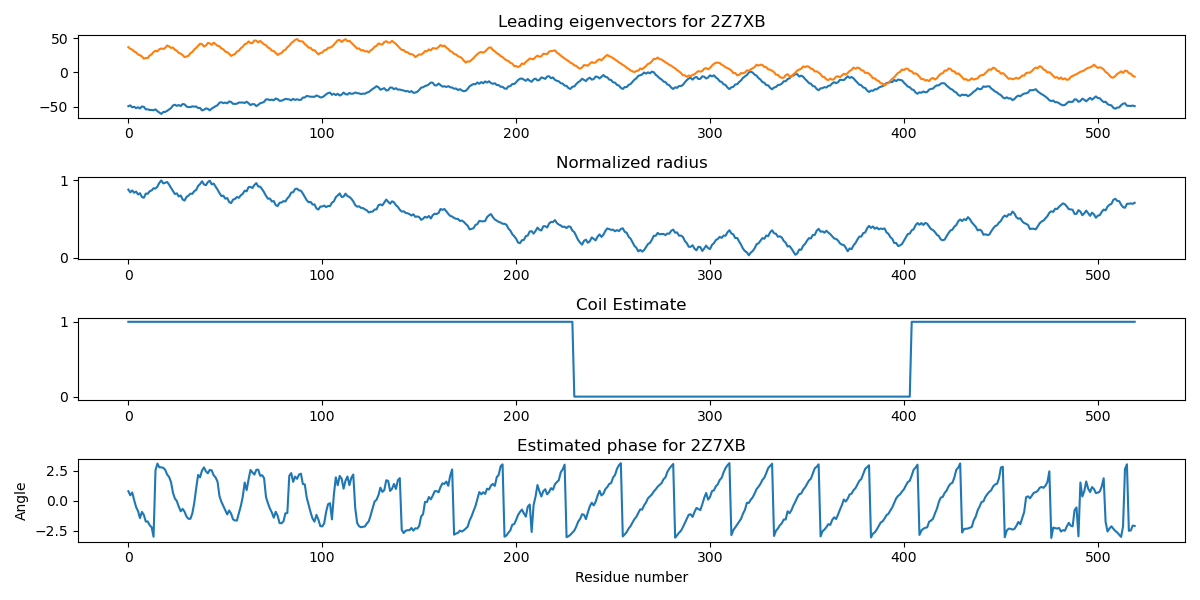 Leading eigenvectors for 2Z7XB
50
0
−50
0 100 200 300 400 500
Normalized radius
1
0
0 100 200 300 400 500
Coil Estimate
1
0
0 100 200 300 400 500
Estimated phase for 2Z7XB
Angle
2.5
0.0
−2.5
0 100 200 300 400 500
Residue number